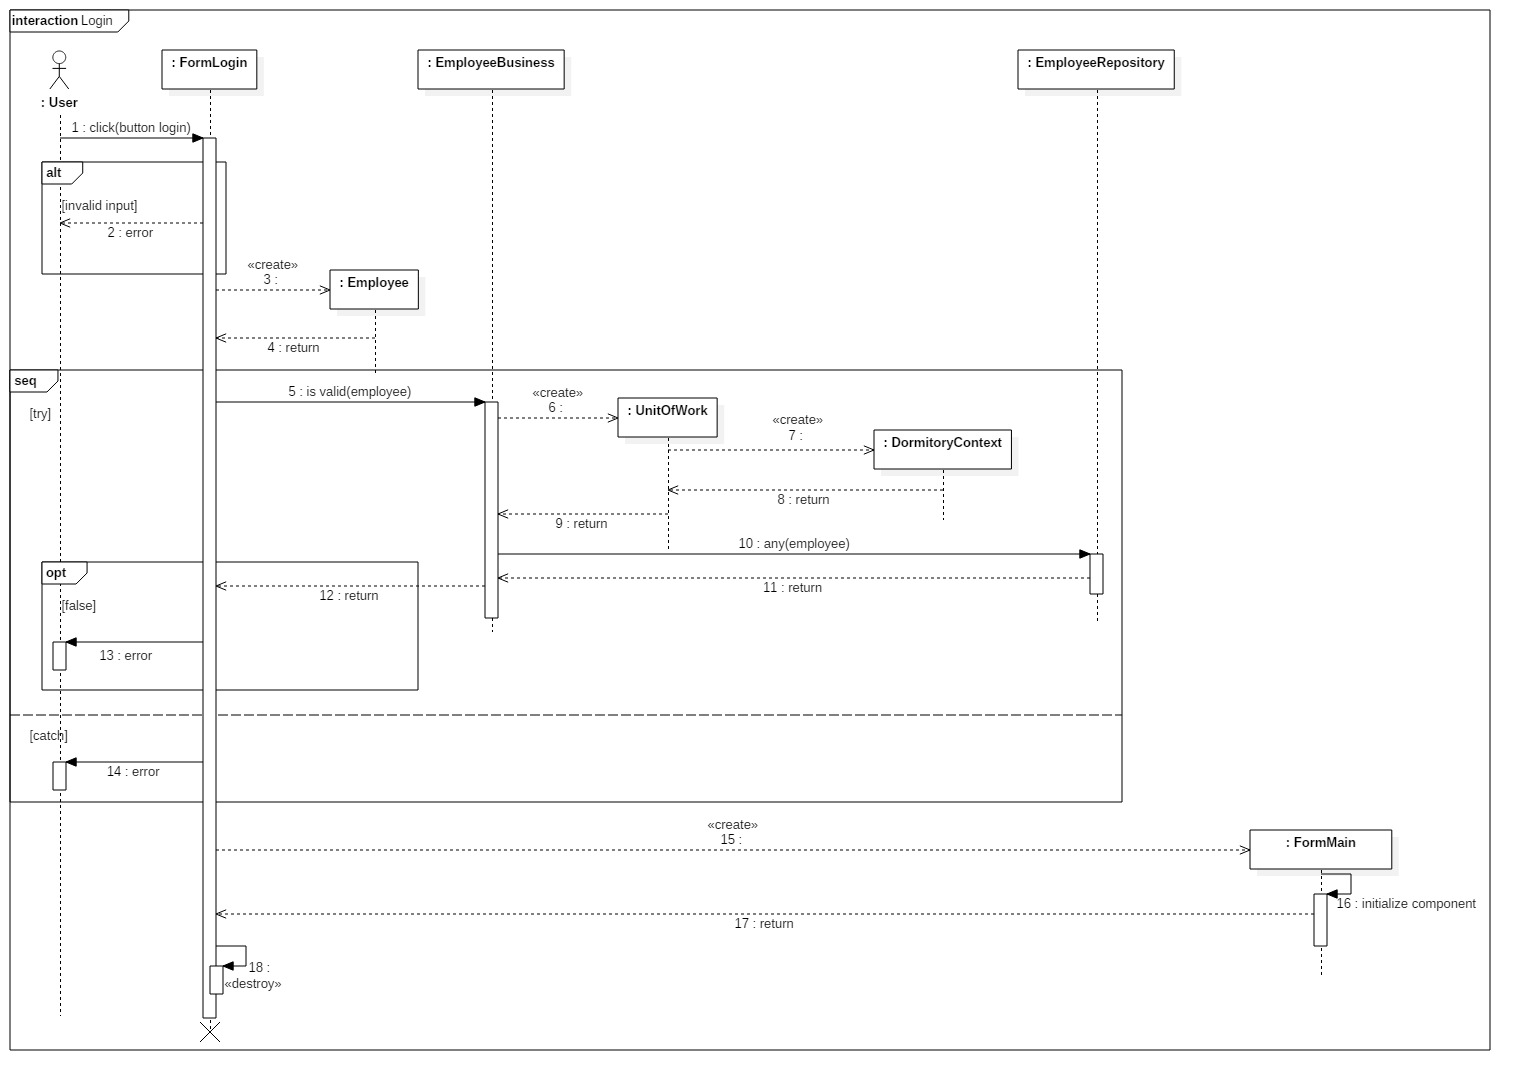 interaction Login
: User
: FormLogin
: EmployeeBusiness
: EmployeeRepository
1 : click(button login)
alt
[invalid input]
2 : error
«create»
3 :
: Employee
4 : return
seq
[try]
5 : is valid(employee)
«create»
6 :
: UnitOfWork
«create»
7 :
: DormitoryContext
8 : return
9 : return
10 : any(employee)
11 : return
opt
12 : return
[false]
13 : error
[catch]
14 : error
«create»
15 :
: FormMain
16 : initialize component
17 : return
18 :
«destroy»